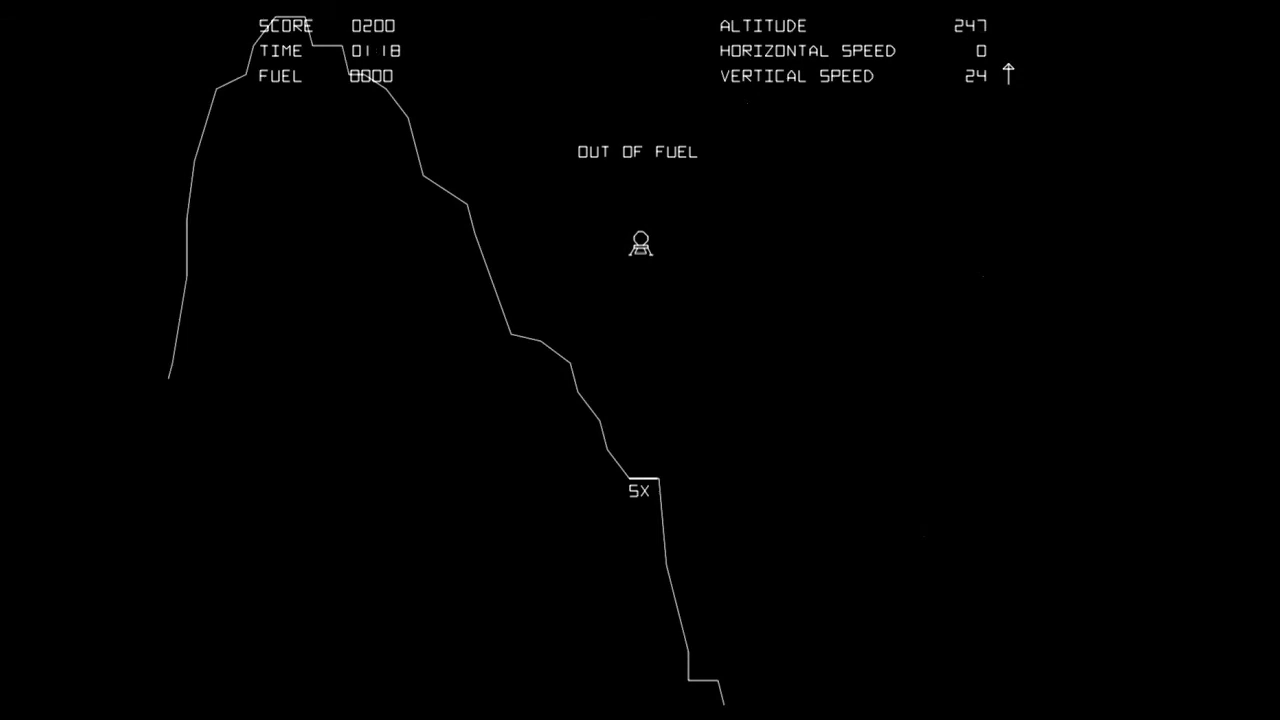 SCORE 0200
TIME 01 18
FUEL 0000
ALTITUDE 247
HORIZONTAL SPEED 0
VERTICAL SPEED 24 ↑
OUT OF FUEL
5X